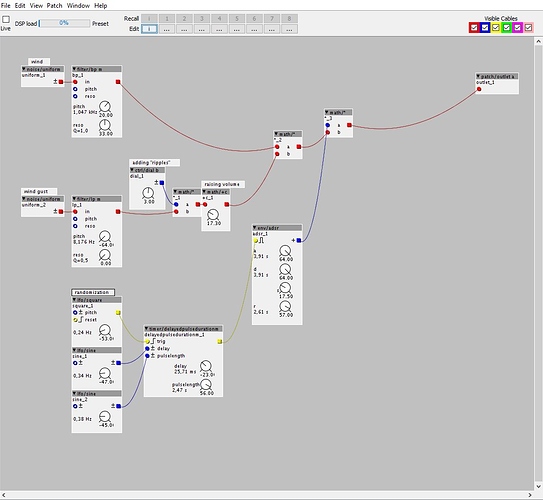 File Edit View Patch Window Help
Live
DSP load
0%
Preset
Recall
i 1 2 3 4 5 6 7 8
Edit
i ... ... ... ... ... ... ... ...
Visible Cables
wind
noise/uniform
uniform_1
filter/bp m
bp_1
in
pitch
reso
pitch
1,047 kHz
20.00
reso
Q=1,0
33.00
patch/outlet a
outlet_1
math/*
*_3
a
b
math/*
*_2
a
b
adding "ripples"
ctrl/dial b
dial_1
3.00
wind gust
noise/uniform
uniform_2
filter/lp m
lp_1
in
pitch
reso
pitch
8,176 Hz
-64.0
reso
Q=0,5
0.00
math/*
*_1
a
b
raising volume
math/+c
+c_1
17.30
env/adsr
adsr_1
a
3,91 s
64.00
d
3,91 s
64.00
s
17.50
r
2,61 s
57.00
randomization
lfo/square
square_1
pitch
reset
0,24 Hz
-53.0
lfo/sine
sine_1
0,34 Hz
-47.0
lfo/sine
sine_2
0,38 Hz
-45.0
timer/delayedpulsedurationm
delayedpulsedurationm_1
trig
delay
pulselength
delay
25,71 ms
-23.0
pulselength
2,47 s
56.00